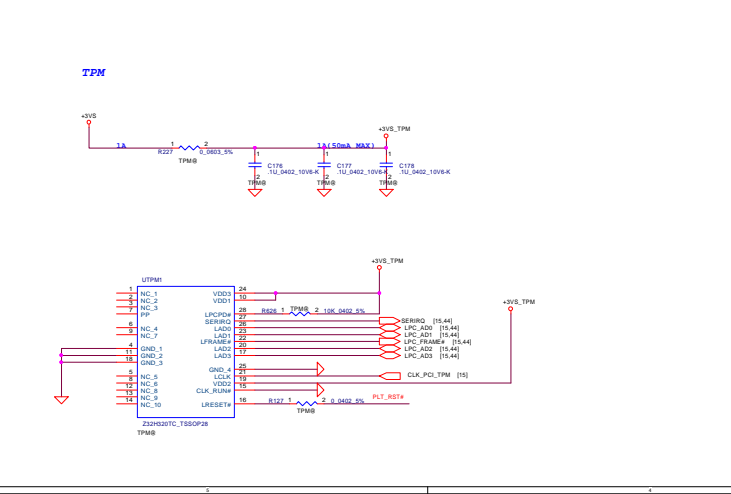 TPM
+3VS
+3VS_TPM
1A
1A(50mA MAX)
1 2
R227 0_0603_5%
TPM@
1 1 1
C176 C177 C178
.1U_0402_10V6-K .1U_0402_10V6-K .1U_0402_10V6-K
2 2 2
TPM@ TPM@ TPM@
+3VS_TPM
+3VS_TPM
UTPM1
1 NC_1 VDD3 24
2 NC_2 VDD1 10
3 NC_3
7 PP LPCPD# 28 R626 1 TPM@ 2 10K_0402_5%
SERIRQ 27 SERIRQ [15,44]
6 NC_4 LAD0 26 LPC_AD0 [15,44]
9 NC_7 LAD1 23 LPC_AD1 [15,44]
LFRAME# 22 LPC_FRAME# [15,44]
4 GND_1 LAD2 20 LPC_AD2 [15,44]
11 GND_2 LAD3 17 LPC_AD3 [15,44]
18 GND_3
GND_4 25
5 NC_5 LCLK 21 CLK_PCI_TPM [15]
8 NC_6 VDD2 19
12 NC_8 CLK_RUN# 15
13 NC_9
14 NC_10 LRESET# 16 R127 1 2 0_0402_5% PLT_RST#
TPM@
Z32H320TC_TSSOP28
TPM@
5 4